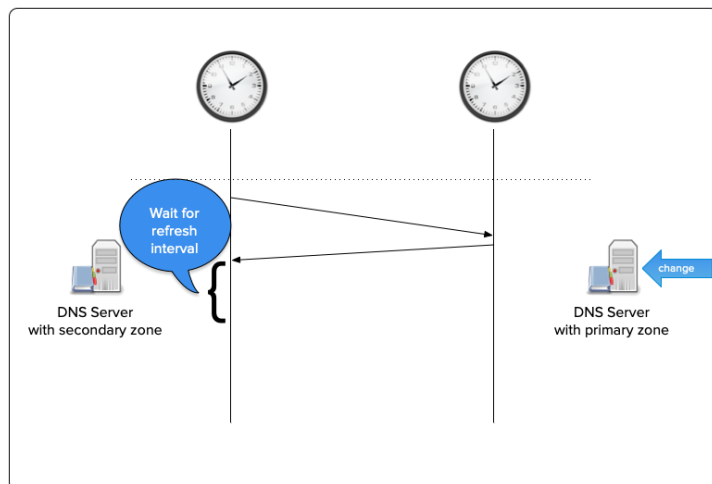 Wait for
refresh
interval
change
DNS Server
with secondary zone
DNS Server
with primary zone